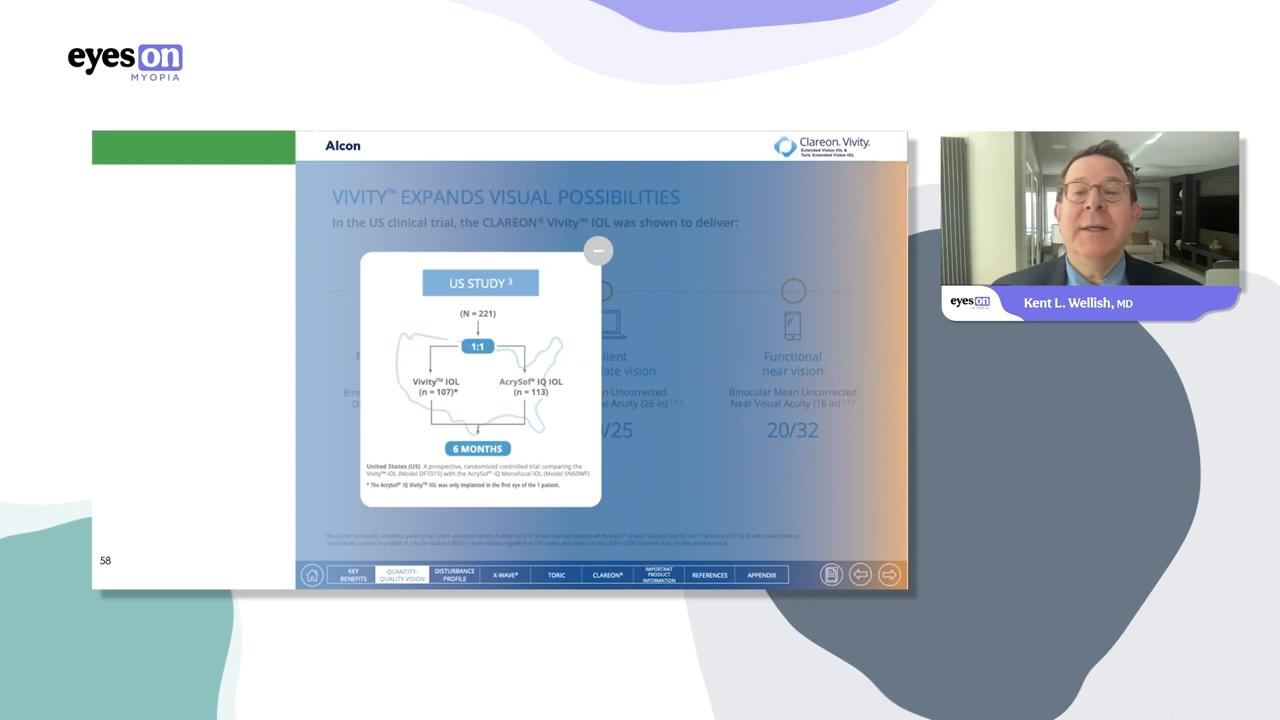 eyes on
MYOPIA
Alcon
Clareon. Vivity.
Extended Vision IOL &
Toric Extended Vision IOL
VIVITY™ EXPANDS VISUAL POSSIBILITIES
In the US clinical trial, the CLAREON® Vivity™ IOL was shown to deliver:
US STUDY 3
(N = 221)
1:1
Vivity™ IOL
(n = 107)*
AcrySof® IQ IOL
(n = 113)
6 MONTHS
United States (US) A prospective, randomized controlled trial comparing the
Vivity™ IOL (Model DFT015) with the AcrySof® IQ Monofocal IOL (Model SN60WF)
* The AcrySof® IQ Vivity™ IOL was only implanted in the first eye of the 1 patient.
Functional
near vision
Binocular Mean Uncorrected
Near Visual Acuity (16 in)
20/32
/25
58
KEY
BENEFITS
QUANTITY-
QUALITY VISION
DISTURBANCE
PROFILE
X-WAVE®
TORIC
CLAREON®
IMPORTANT
PRODUCT
INFORMATION
REFERENCES
APPENDIX
eyes on
MYOPIA
Kent L. Wellish, MD